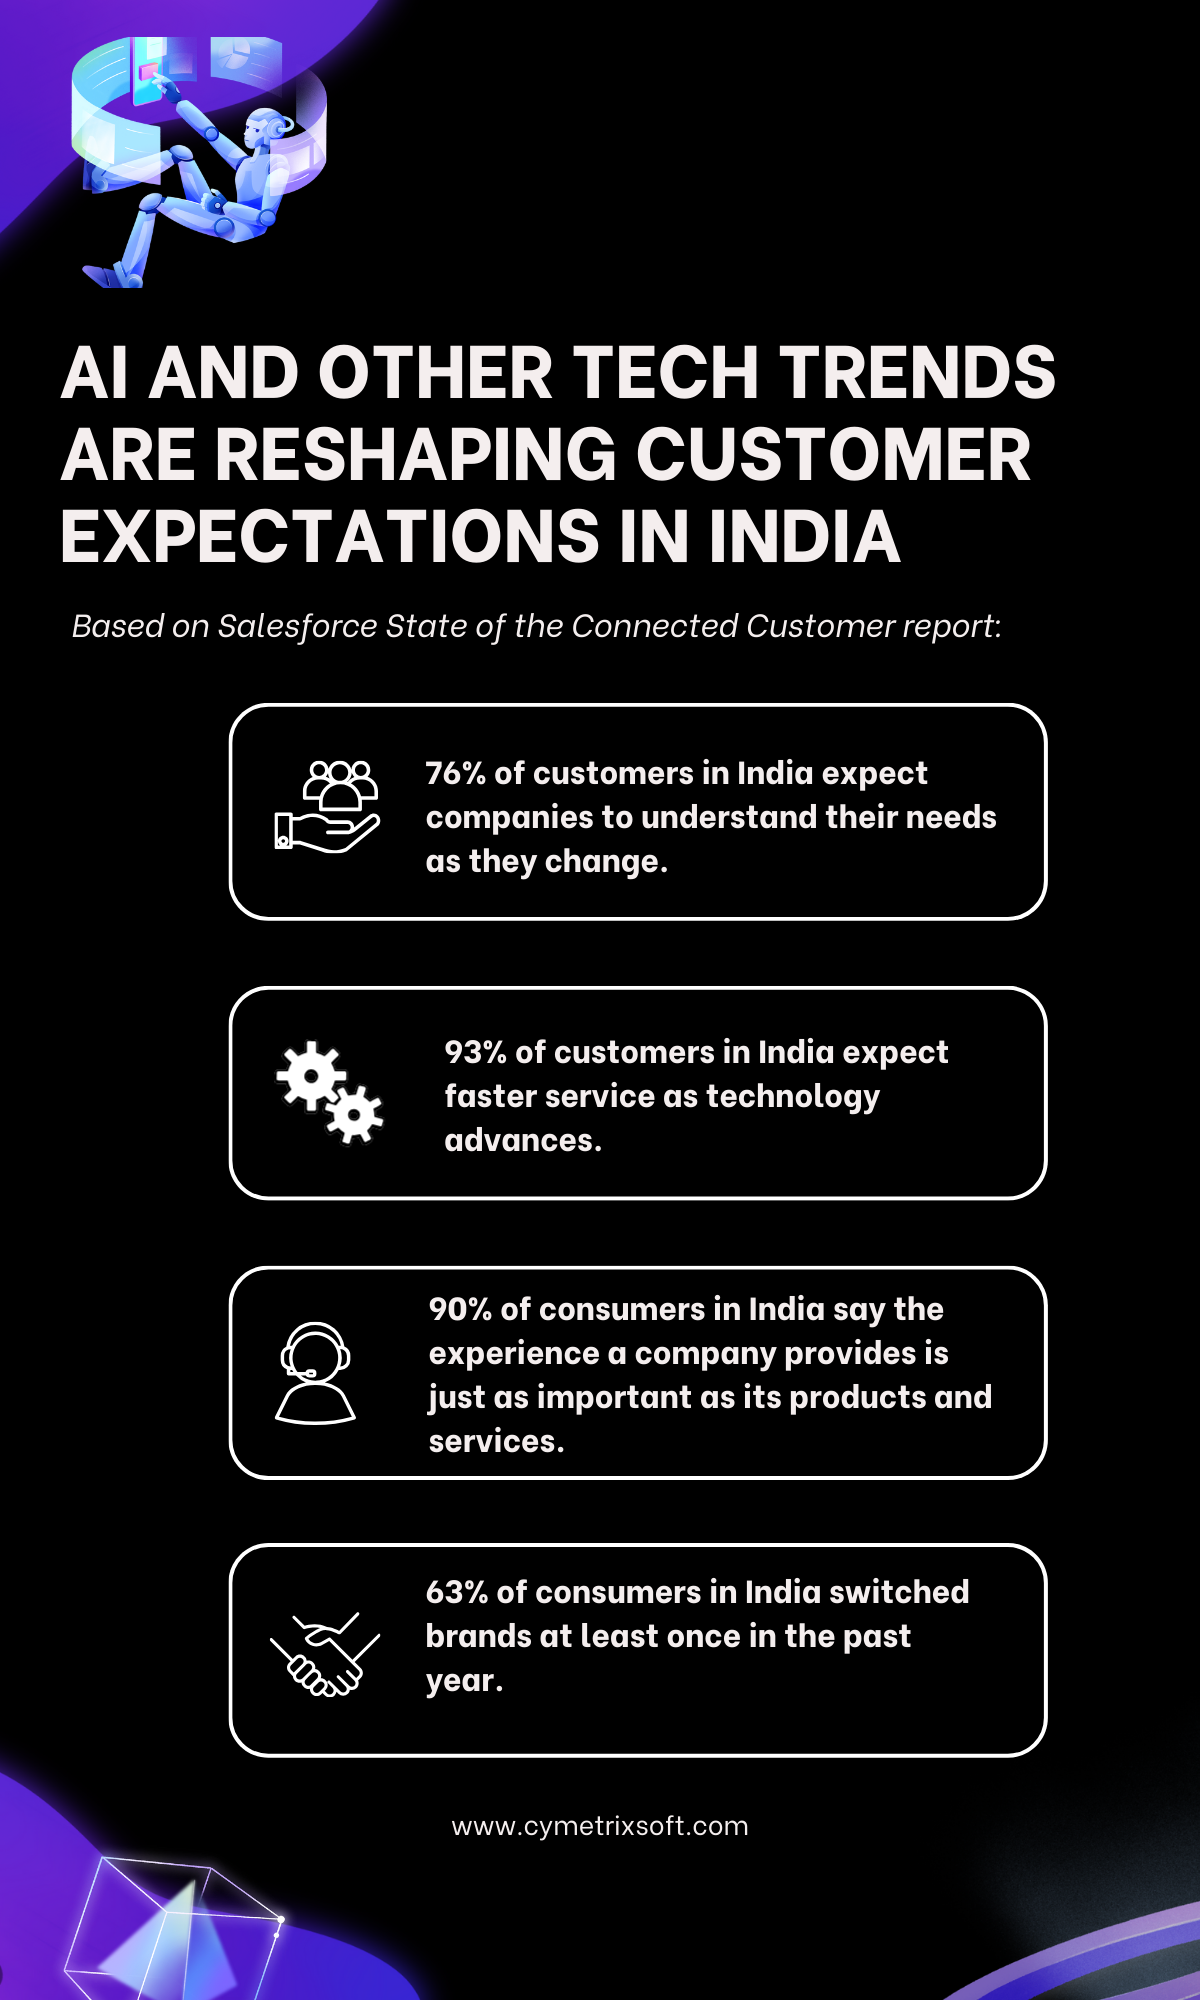 AI AND OTHER TECH TRENDS
ARE RESHAPING CUSTOMER
EXPECTATIONS IN INDIA
Based on Salesforce State of the Connected Customer report:
76% of customers in India expect
companies to understand their needs
as they change.
93% of customers in India expect
faster service as technology
advances.
90% of consumers in India say the
experience a company provides is
just as important as its products and
services.
63% of consumers in India switched
brands at least once in the past
year.
www.cymetrixsoft.com